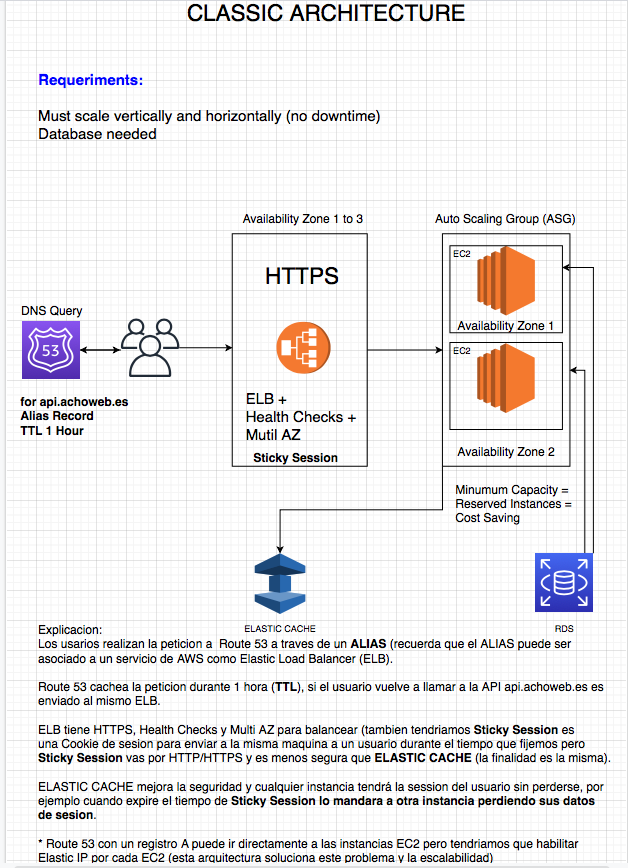 CLASSIC ARCHITECTURE
Requeriments:
Must scale vertically and horizontally (no downtime)
Database needed
Availability Zone 1 to 3
Auto Scaling Group (ASG)
HTTPS
EC2
Availability Zone 1
DNS Query
53
EC2
for api.achoweb.es
Alias Record
TTL 1 Hour
ELB +
Health Checks +
Mutil AZ
Sticky Session
Availability Zone 2
Minumum Capacity =
Reserved Instances =
Cost Saving
ELASTIC CACHE
RDS
Explicacion:
Los usarios realizan la peticion a Route 53 a traves de un ALIAS (recuerda que el ALIAS puede ser
asociado a un servicio de AWS como Elastic Load Balancer (ELB).
Route 53 cachea la peticion durante 1 hora (TTL), si el usuario vuelve a llamar a la API api.achoweb.es es
enviado al mismo ELB.
ELB tiene HTTPS, Health Checks y Multi AZ para balancear (tambien tendriamos Sticky Session es
una Cookie de sesion para enviar a la misma maquina a un usuario durante el tiempo que fijemos pero
Sticky Session vas por HTTP/HTTPS y es menos segura que ELASTIC CACHE (la finalidad es la misma).
ELASTIC CACHE mejora la seguridad y cualquier instancia tendrá la session del usuario sin perderse, por
ejemplo cuando expire el tiempo de Sticky Session lo mandara a otra instancia perdiendo sus datos
de sesion.
* Route 53 con un registro A puede ir directamente a las instancias EC2 pero tendriamos que habilitar
Elastic IP por cada EC2 (esta arquitectura soluciona este problema y la escalabilidad)